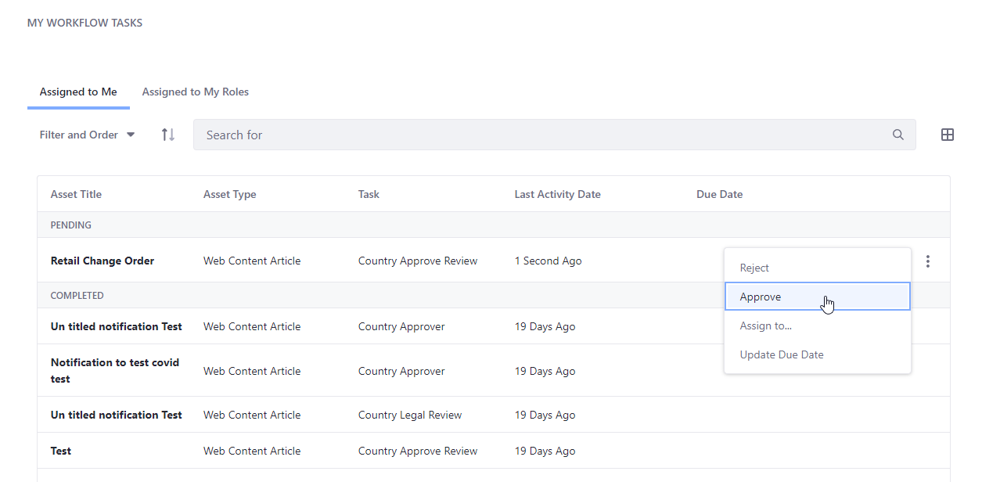 MY WORKFLOW TASKS
Assigned to Me Assigned to My Roles
Filter and Order Search for
Asset Title Asset Type Task Last Activity Date Due Date
PENDING
Retail Change Order Web Content Article Country Approve Review 1 Second Ago
Reject
Approve
Assign to...
Update Due Date
COMPLETED
Un titled notification Test Web Content Article Country Approver 19 Days Ago
Notification to test covid
test Web Content Article Country Approver 19 Days Ago
Un titled notification Test Web Content Article Country Legal Review 19 Days Ago
Test Web Content Article Country Approve Review 19 Days Ago